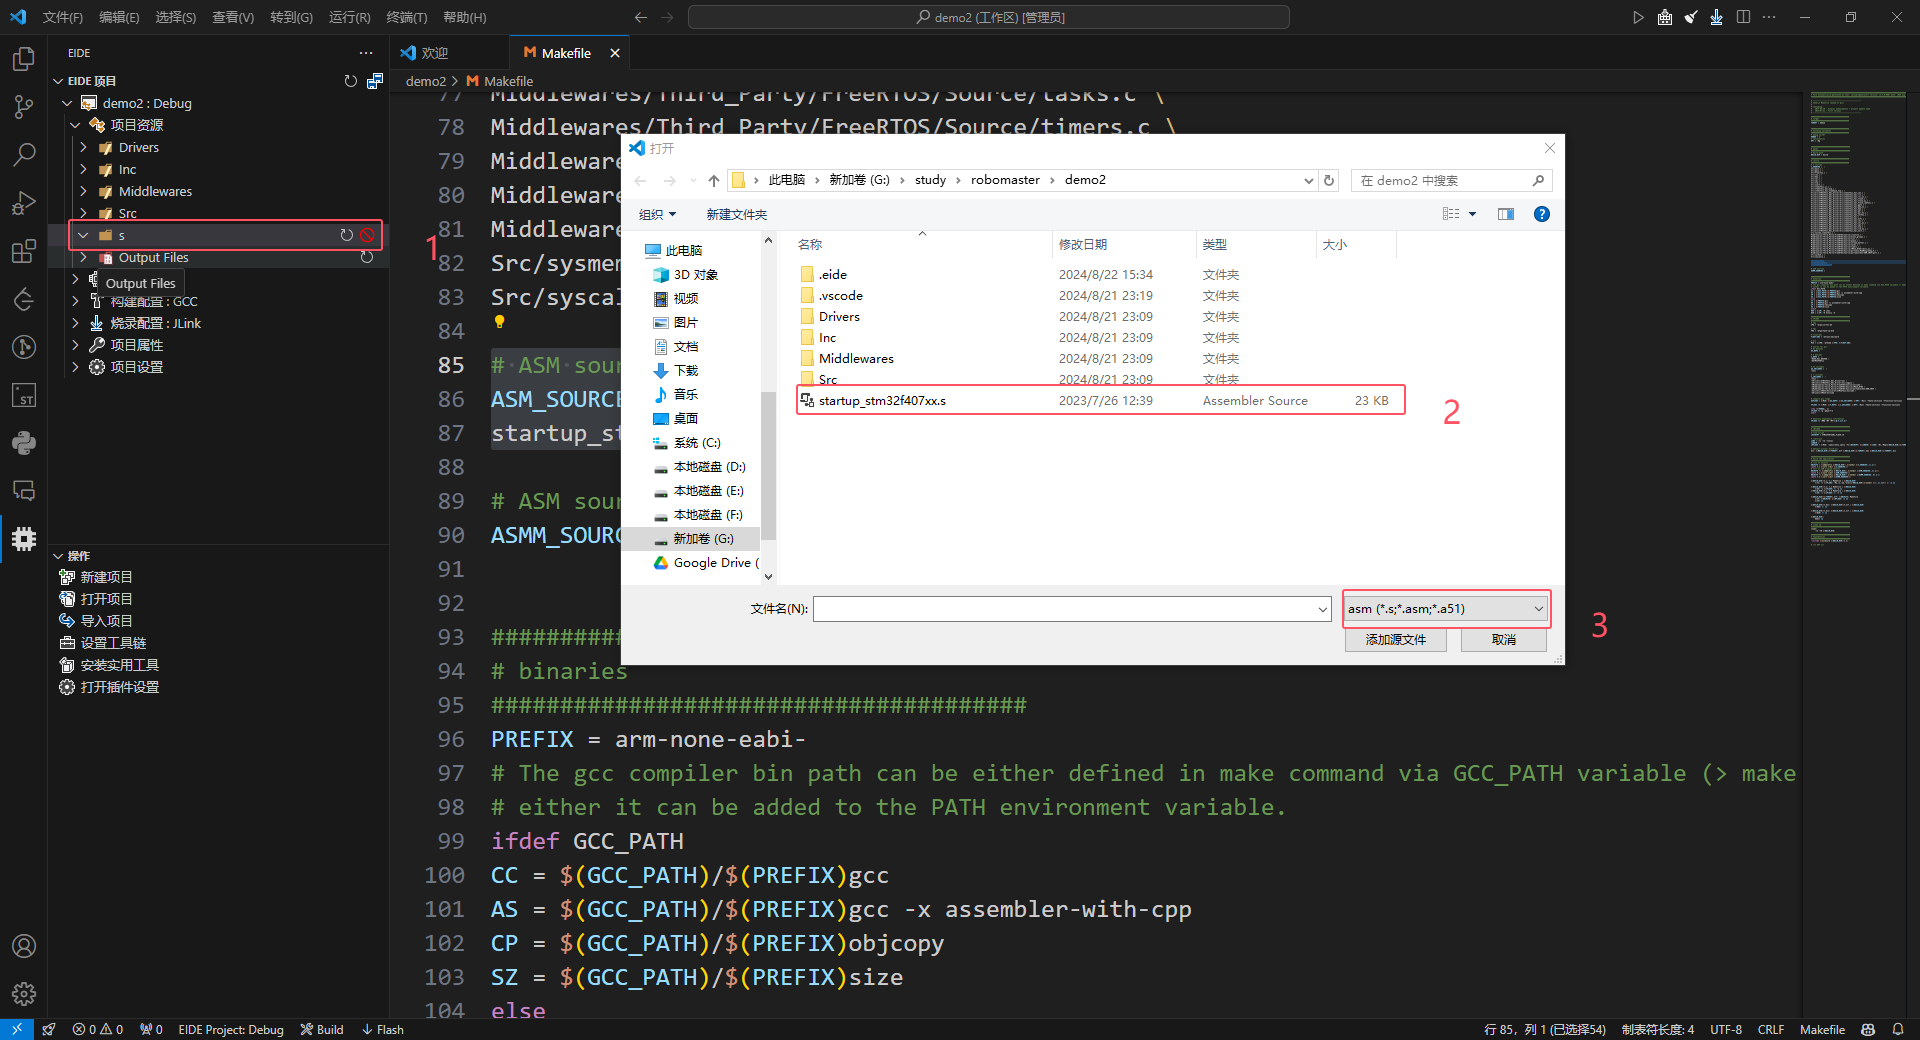 文件(F) 编辑(E) 选择(S) 查看(V) 转到(G) 运行(R) 终端(T) 帮助(H)
demo2 (工作区) [管理员]
EIDE
EIDE 项目
demo2 : Debug
项目资源
Drivers
Inc
Middlewares
Src
s
Output Files
Output Files
构建配置 : GCC
烧录配置 : JLink
项目属性
项目设置
操作
新建项目
打开项目
导入项目
设置工具链
安装实用工具
打开插件设置
欢迎
Makefile
demo2 > Makefile
77 Middlewares/Third_Party/FreeRTOS/Source/tasks.c \
78 Middlewares/Third_Party/FreeRTOS/Source/timers.c \
79 Middleware
80 Middleware
81 Middleware
82 Src/sysmem
83 Src/syscal
84
85 # ASM sour
86 ASM_SOURCE
87 startup_st
88
89 # ASM sour
90 ASMM_SOURC
91
92
93 ##########
94 # binaries
95 #######################################
96 PREFIX = arm-none-eabi-
97 # The gcc compiler bin path can be either defined in make command via GCC_PATH variable (> make
98 # either it can be added to the PATH environment variable.
99 ifdef GCC_PATH
100 CC = $(GCC_PATH)/$(PREFIX)gcc
101 AS = $(GCC_PATH)/$(PREFIX)gcc -x assembler-with-cpp
102 CP = $(GCC_PATH)/$(PREFIX)objcopy
103 SZ = $(GCC_PATH)/$(PREFIX)size
104 else
打开
此电脑 › 新加卷 (G:) › study › robomaster › demo2
在 demo2 中搜索
组织 新建文件夹
此电脑
3D 对象
视频
图片
文档
下载
音乐
桌面
系统 (C:)
本地磁盘 (D:)
本地磁盘 (E:)
本地磁盘 (F:)
新加卷 (G:)
Google Drive (
名称 修改日期 类型 大小
.eide 2024/8/22 15:34 文件夹
.vscode 2024/8/21 23:19 文件夹
Drivers 2024/8/21 23:09 文件夹
Inc 2024/8/21 23:09 文件夹
Middlewares 2024/8/21 23:09 文件夹
Src 2024/8/21 23:09 文件夹
startup_stm32f407xx.s 2023/7/26 12:39 Assembler Source 23 KB
文件名(N):
asm (*.s;*.asm;*.a51)
添加源文件 取消
1
2
3
0 0 0 EIDE Project: Debug Build Flash
行 85，列 1 (已选择54) 制表符长度: 4 UTF-8 CRLF Makefile